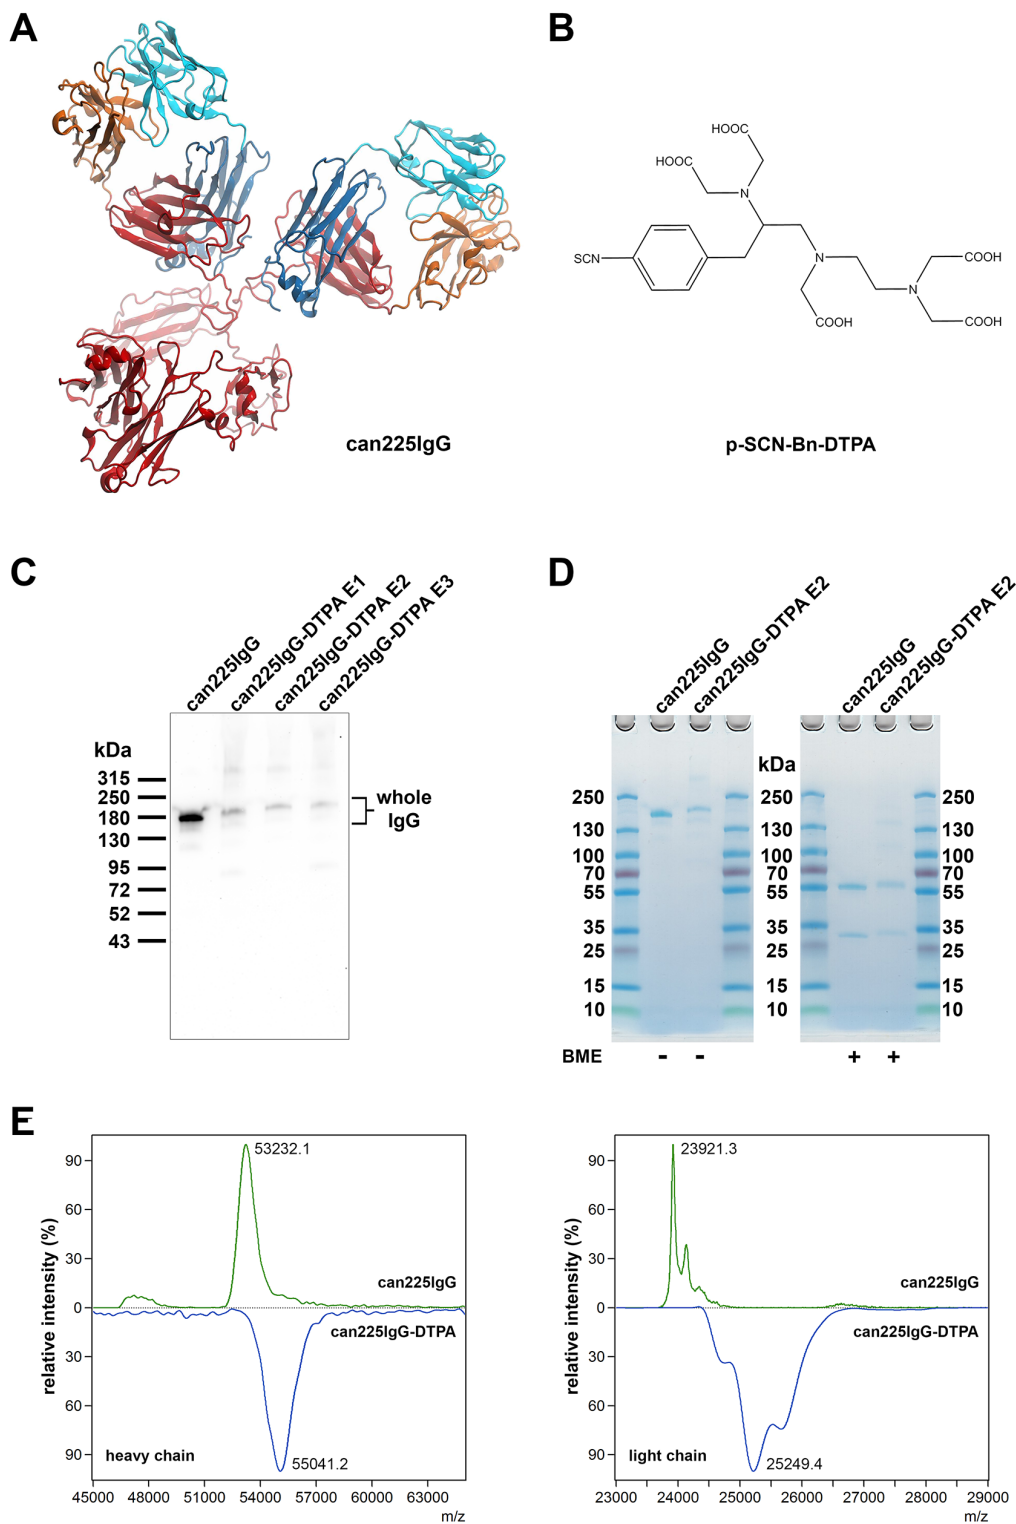 A
B
can225IgG
HOOC
HOOC
N
SCN
N
COOH
N
COOH
COOH
p-SCN-Bn-DTPA
C
can225IgG
can225IgG-DTPA E1
can225IgG-DTPA E2
can225IgG-DTPA E3
kDa
315
250
180
130
95
72
52
43
whole
IgG
D
can225IgG
can225IgG-DTPA E2
can225IgG
can225IgG-DTPA E2
kDa
250
130
100
70
55
35
25
15
10
250
130
100
70
55
35
25
15
10
250
130
100
70
55
35
25
15
10
BME - - + +
E
relative intensity (%)
90
60
30
0
30
60
90
53232.1
can225IgG
can225IgG-DTPA
heavy chain
55041.2
45000 48000 51000 54000 57000 60000 63000
m/z
relative intensity (%)
90
60
30
0
30
60
90
23921.3
can225IgG
can225IgG-DTPA
light chain
25249.4
23000 24000 25000 26000 27000 28000 29000
m/z